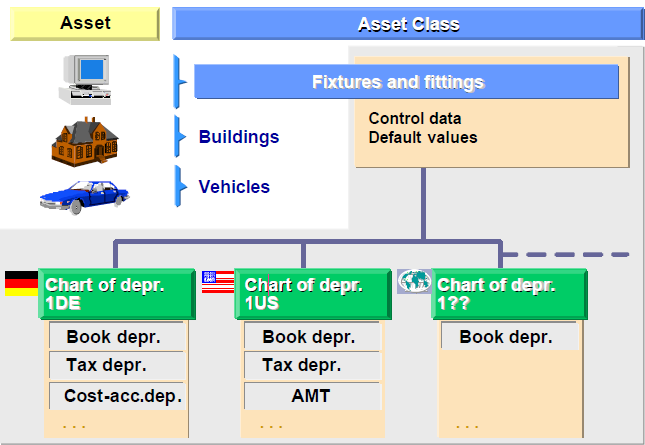 Asset
Asset Class
Fixtures and fittings
Control data
Default values
Buildings
Vehicles
Chart of depr.
1DE
Book depr.
Tax depr.
Cost-acc.dep.
. . .
Chart of depr.
1US
Book depr.
Tax depr.
AMT
. . .
Chart of depr.
1??
Book depr.
. . .